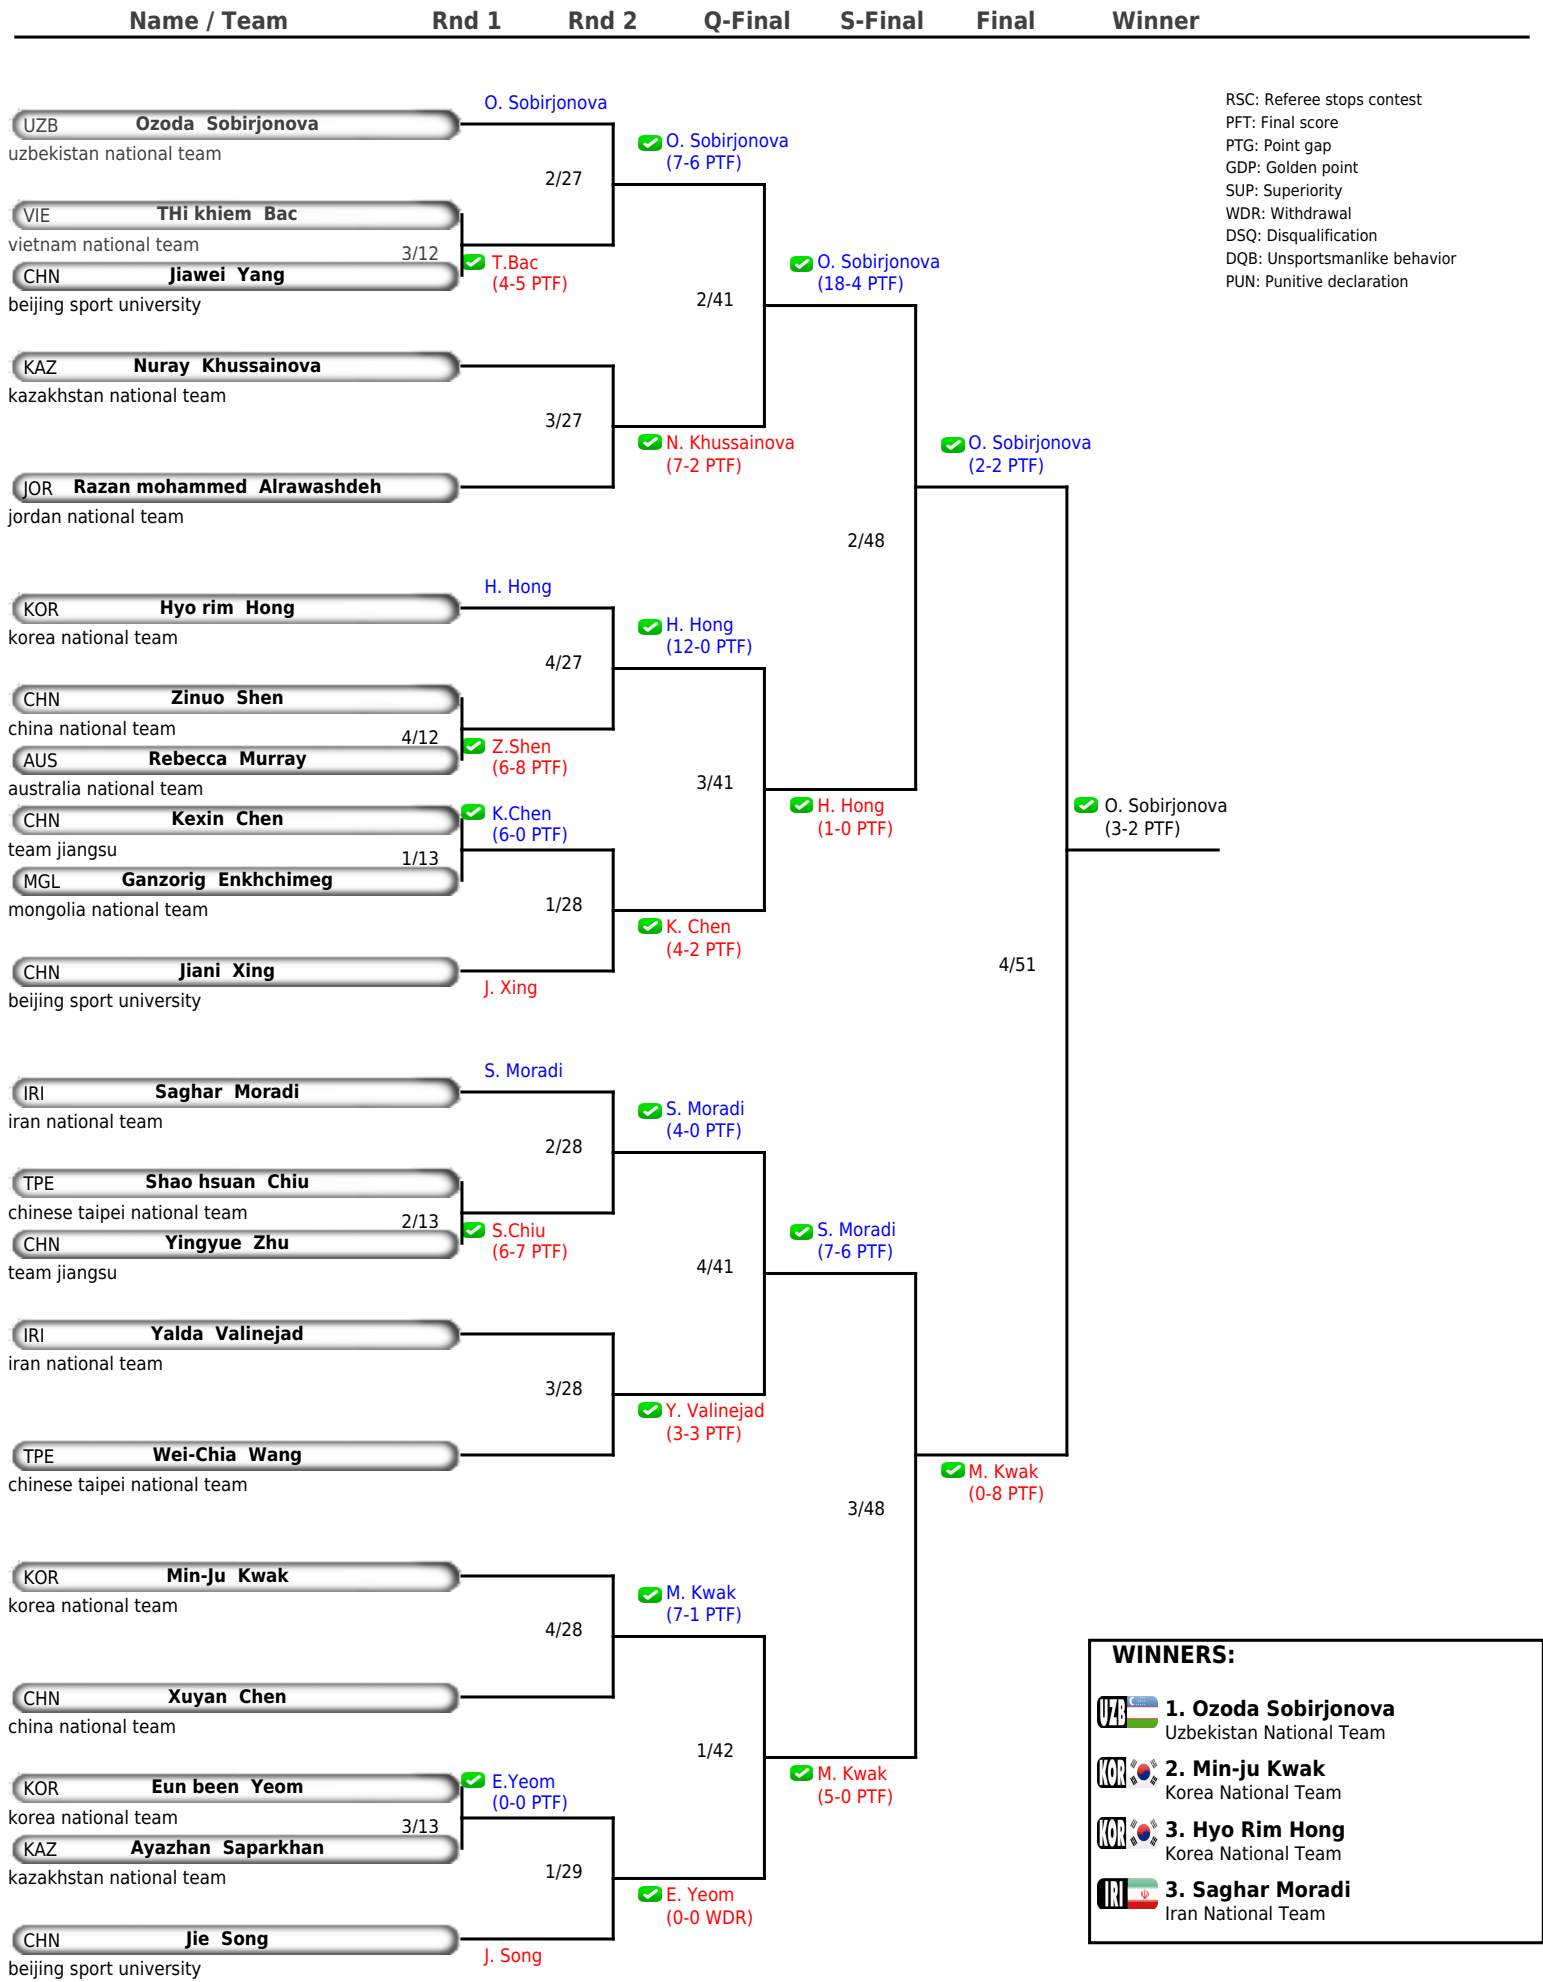 Name / Team Rnd 1 Rnd 2 Q-Final S-Final Final Winner
RSC: Referee stops contest
PFT: Final score
PTG: Point gap
GDP: Golden point
SUP: Superiority
WDR: Withdrawal
DSQ: Disqualification
DQB: Unsportsmanlike behavior
PUN: Punitive declaration
O. Sobirjonova
UZB Ozoda Sobirjonova
uzbekistan national team
O. Sobirjonova
(7-6 PTF)
2/27
VIE THi khiem Bac
vietnam national team
3/12
T.Bac
(4-5 PTF)
CHN Jiawei Yang
beijing sport university
O. Sobirjonova
(18-4 PTF)
2/41
KAZ Nuray Khussainova
kazakhstan national team
3/27
N. Khussainova
(7-2 PTF)
O. Sobirjonova
(2-2 PTF)
JOR Razan mohammed Alrawashdeh
jordan national team
2/48
H. Hong
KOR Hyo rim Hong
korea national team
H. Hong
(12-0 PTF)
4/27
CHN Zinuo Shen
china national team
4/12
Z.Shen
(6-8 PTF)
AUS Rebecca Murray
australia national team
3/41
H. Hong
(1-0 PTF)
O. Sobirjonova
(3-2 PTF)
CHN Kexin Chen
K.Chen
(6-0 PTF)
team jiangsu
1/13
MGL Ganzorig Enkhchimeg
mongolia national team
1/28
K. Chen
(4-2 PTF)
4/51
CHN Jiani Xing
J. Xing
beijing sport university
S. Moradi
IRI Saghar Moradi
iran national team
S. Moradi
(4-0 PTF)
2/28
TPE Shao hsuan Chiu
chinese taipei national team
2/13
S.Chiu
(6-7 PTF)
CHN Yingyue Zhu
team jiangsu
S. Moradi
(7-6 PTF)
4/41
IRI Yalda Valinejad
iran national team
3/28
Y. Valinejad
(3-3 PTF)
TPE Wei-Chia Wang
chinese taipei national team
M. Kwak
(0-8 PTF)
3/48
KOR Min-Ju Kwak
korea national team
M. Kwak
(7-1 PTF)
4/28
CHN Xuyan Chen
china national team
1/42
M. Kwak
(5-0 PTF)
KOR Eun been Yeom
E.Yeom
(0-0 PTF)
korea national team
3/13
KAZ Ayazhan Saparkhan
kazakhstan national team
1/29
E. Yeom
(0-0 WDR)
CHN Jie Song
J. Song
beijing sport university
WINNERS:
UZB 1. Ozoda Sobirjonova
Uzbekistan National Team
KOR 2. Min-ju Kwak
Korea National Team
KOR 3. Hyo Rim Hong
Korea National Team
IRI 3. Saghar Moradi
Iran National Team